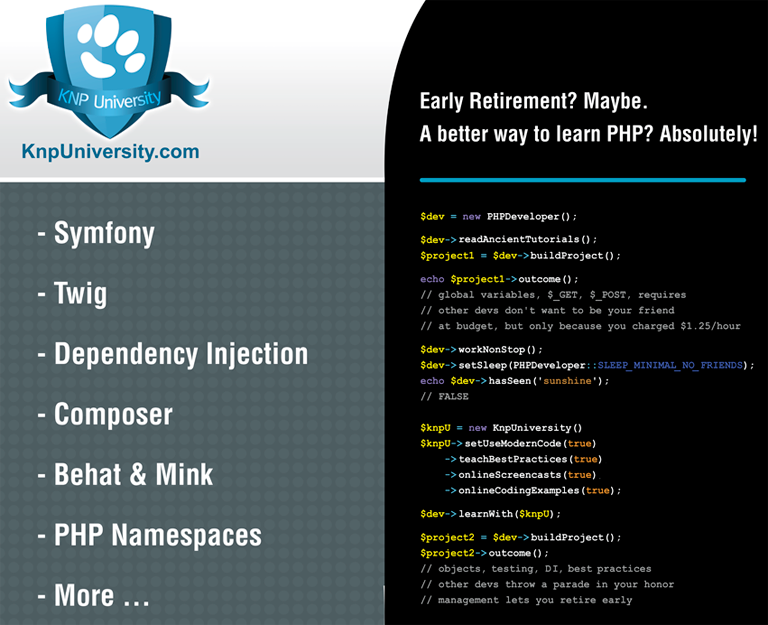 KNP University
KnpUniversity.com
- Symfony
- Twig
- Dependency Injection
- Composer
- Behat & Mink
- PHP Namespaces
- More ...
Early Retirement? Maybe.
A better way to learn PHP? Absolutely!
$dev = new PHPDeveloper();
$dev->readAncientTutorials();
$project1 = $dev->buildProject();
echo $project1->outcome();
// global variables, $_GET, $_POST, requires
// other devs don't want to be your friend
// at budget, but only because you charged $1.25/hour
$dev->workNonStop();
$dev->setSleep(PHPDeveloper::SLEEP_MINIMAL_NO_FRIENDS);
echo $dev->hasSeen('sunshine');
// FALSE
$knpU = new KnpUniversity()
$knpU->setUseModernCode(true)
->teachBestPractices(true)
->onlineScreencasts(true)
->onlineCodingExamples(true);
$dev->learnWith($knpU);
$project2 = $dev->buildProject();
$project2->outcome();
// objects, testing, DI, best practices
// other devs throw a parade in your honor
// management lets you retire early